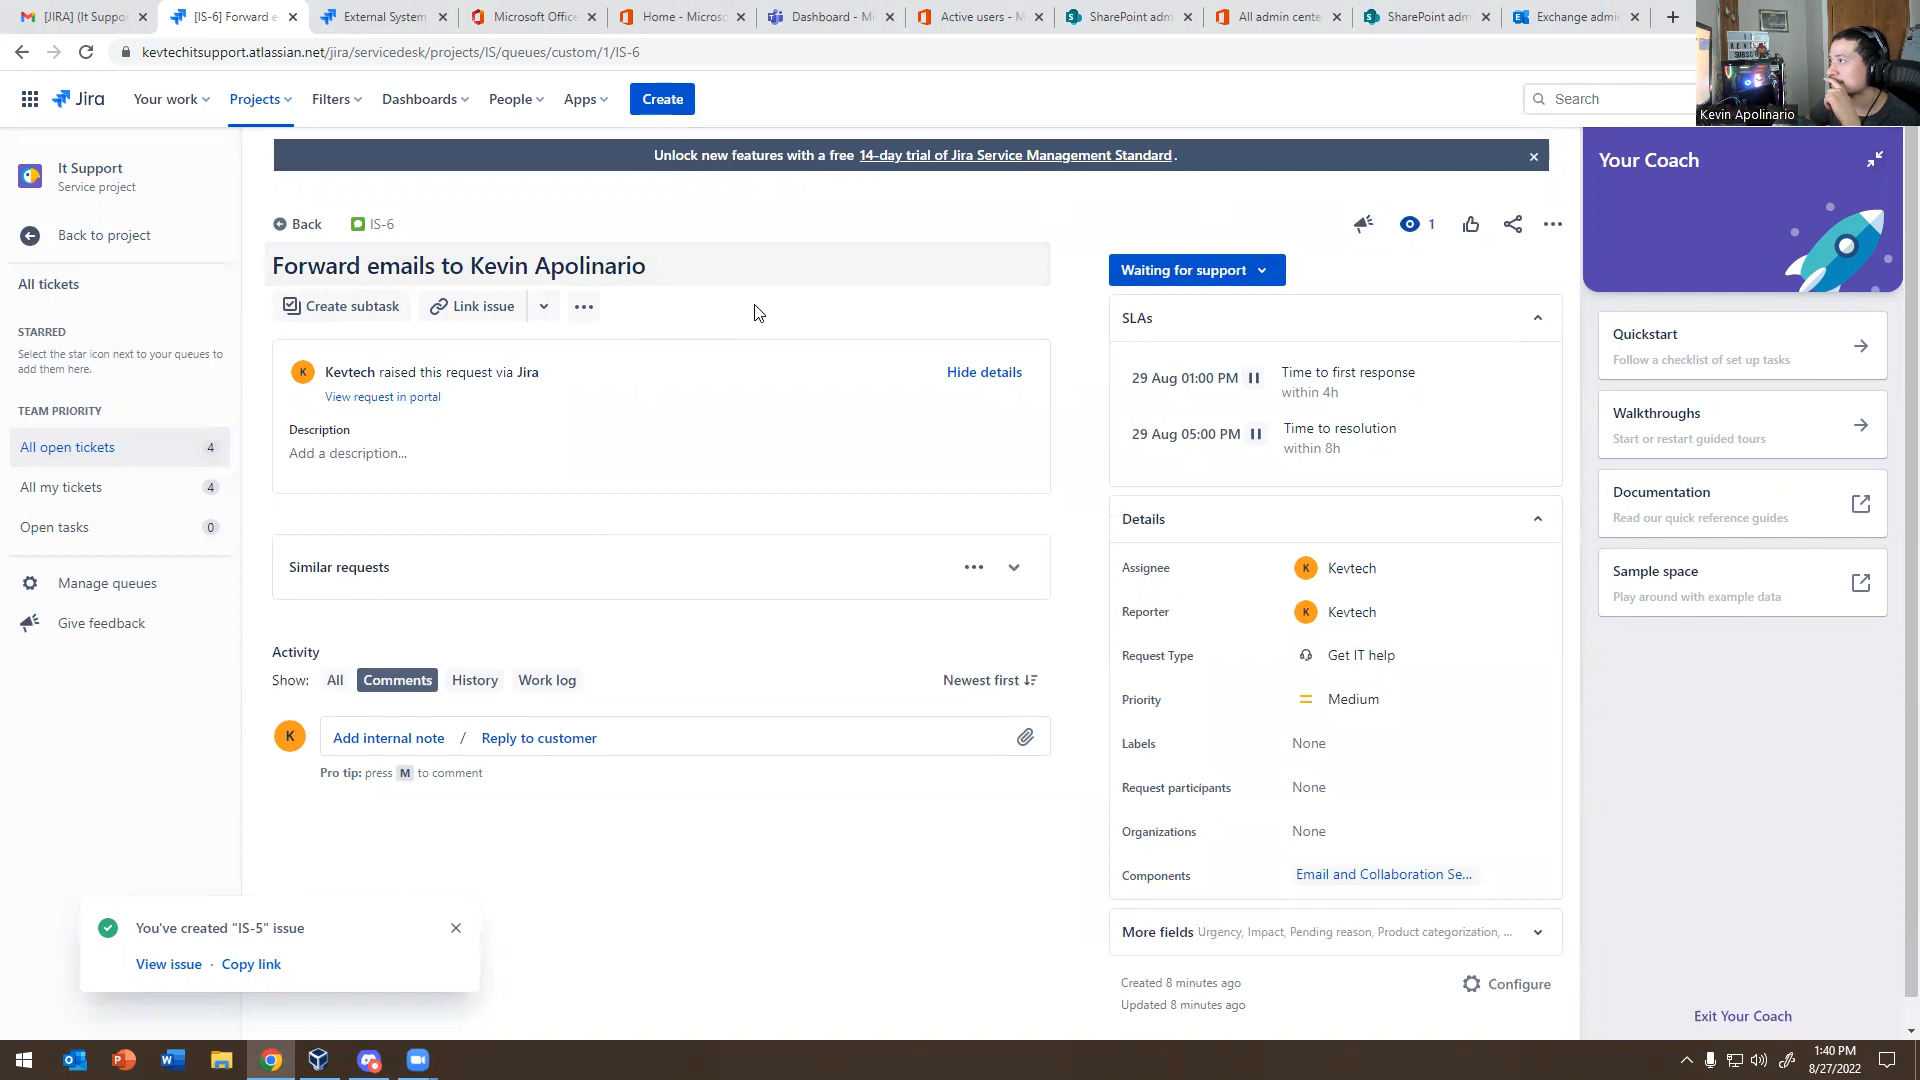 [JIRA] (It Suppor
[IS-6] Forward e
External System
Microsoft Office
Home - Microso
Dashboard - Mi
Active users - M
SharePoint adm
All admin cente
SharePoint adm
Exchange admi
kevtechitsupport.atlassian.net/jira/servicedesk/projects/IS/queues/custom/1/IS-6
Kevin Apolinario
Jira
Your work
Projects
Filters
Dashboards
People
Apps
Create
Search
It Support
Service project
Back to project
All tickets
STARRED
Select the star icon next to your queues to
add them here.
TEAM PRIORITY
All open tickets 4
All my tickets 4
Open tasks 0
Manage queues
Give feedback
Unlock new features with a free 14-day trial of Jira Service Management Standard.
Back
IS-6
1
Forward emails to Kevin Apolinario
Create subtask
Link issue
K
Kevtech raised this request via Jira
Hide details
View request in portal
Description
Add a description...
Similar requests
Activity
Show: All Comments History Work log
Newest first
K
Add internal note / Reply to customer
Pro tip: press M to comment
Waiting for support
SLAs
29 Aug 01:00 PM
Time to first response
within 4h
29 Aug 05:00 PM
Time to resolution
within 8h
Details
Assignee K Kevtech
Reporter K Kevtech
Request Type Get IT help
Priority Medium
Labels None
Request participants None
Organizations None
Components Email and Collaboration Se...
More fields Urgency, Impact, Pending reason, Product categorization, ...
Created 8 minutes ago
Updated 8 minutes ago
Configure
Your Coach
Quickstart
Follow a checklist of set up tasks
Walkthroughs
Start or restart guided tours
Documentation
Read our quick reference guides
Sample space
Play around with example data
Exit Your Coach
You've created "IS-5" issue
View issue · Copy link
1:40 PM
8/27/2022